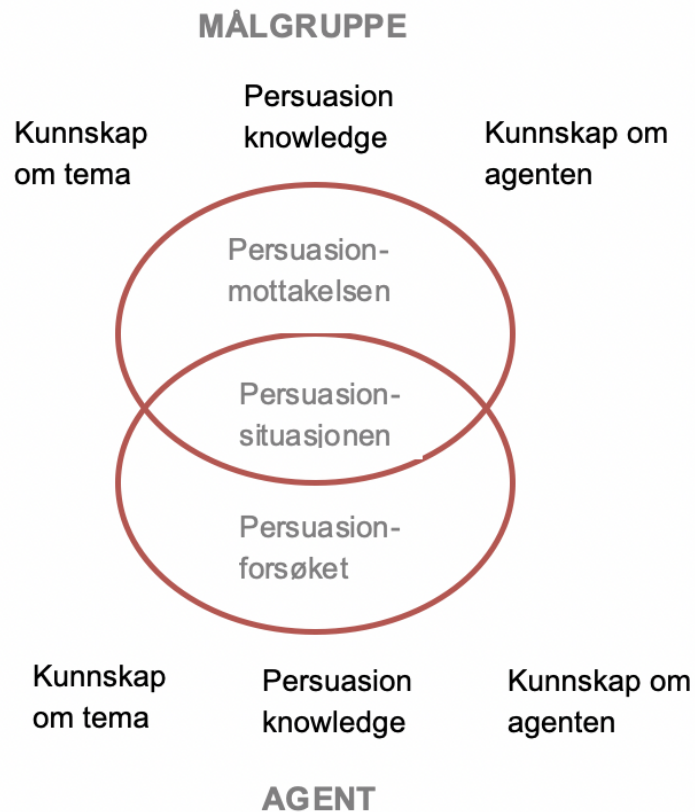 MÅLGRUPPE
Persuasion
knowledge
Kunnskap
om tema
Kunnskap om
agenten
Persuasion-
mottakelsen
Persuasion-
situasjonen
Persuasion-
forsøket
Kunnskap
om tema
Persuasion
knowledge
Kunnskap om
agenten
AGENT